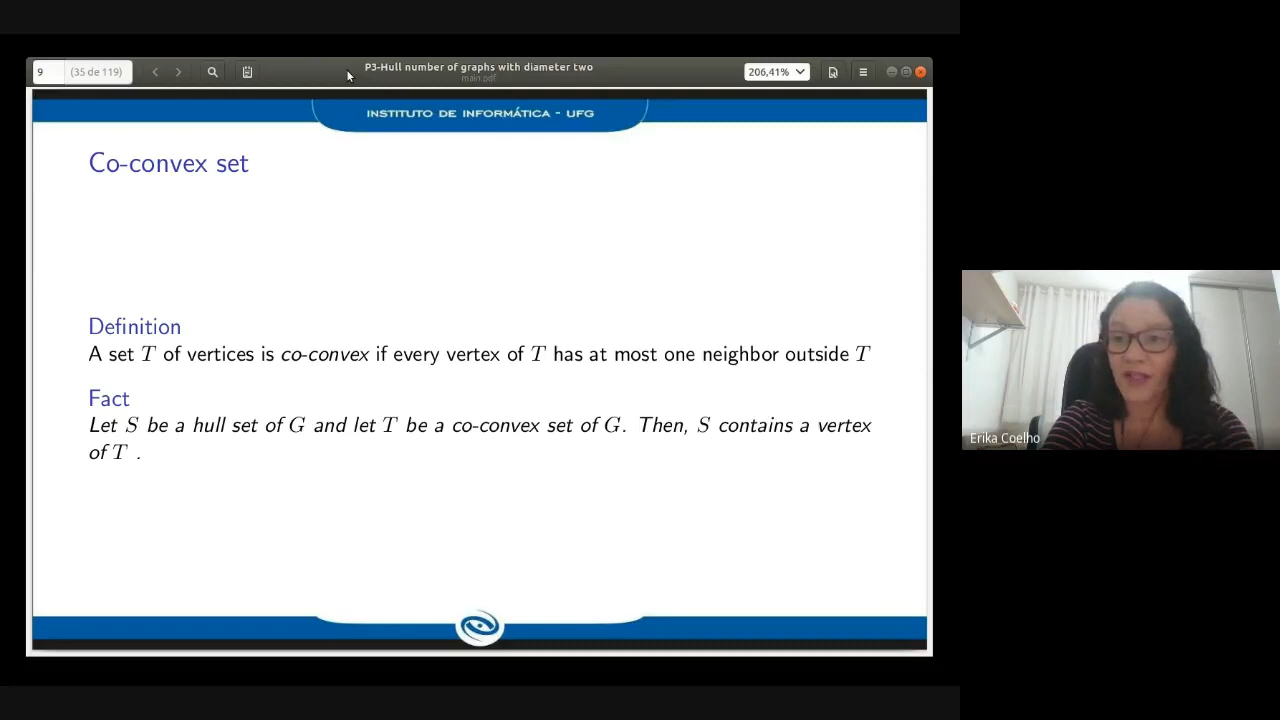 9 (35 de 119)
P3-Hull number of graphs with diameter two
main.pdf
206,41%
INSTITUTO DE INFORMÁTICA - UFG
Co-convex set
Definition
A set T of vertices is co-convex if every vertex of T has at most one neighbor outside T
Fact
Let S be a hull set of G and let T be a co-convex set of G. Then, S contains a vertex
of T .
Erika Coelho